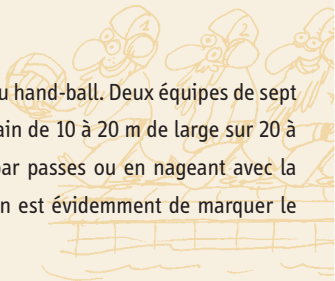 u hand-ball. Deux équipes de sept
ain de 10 à 20 m de large sur 20 à
par passes ou en nageant avec la
n est évidemment de marquer le